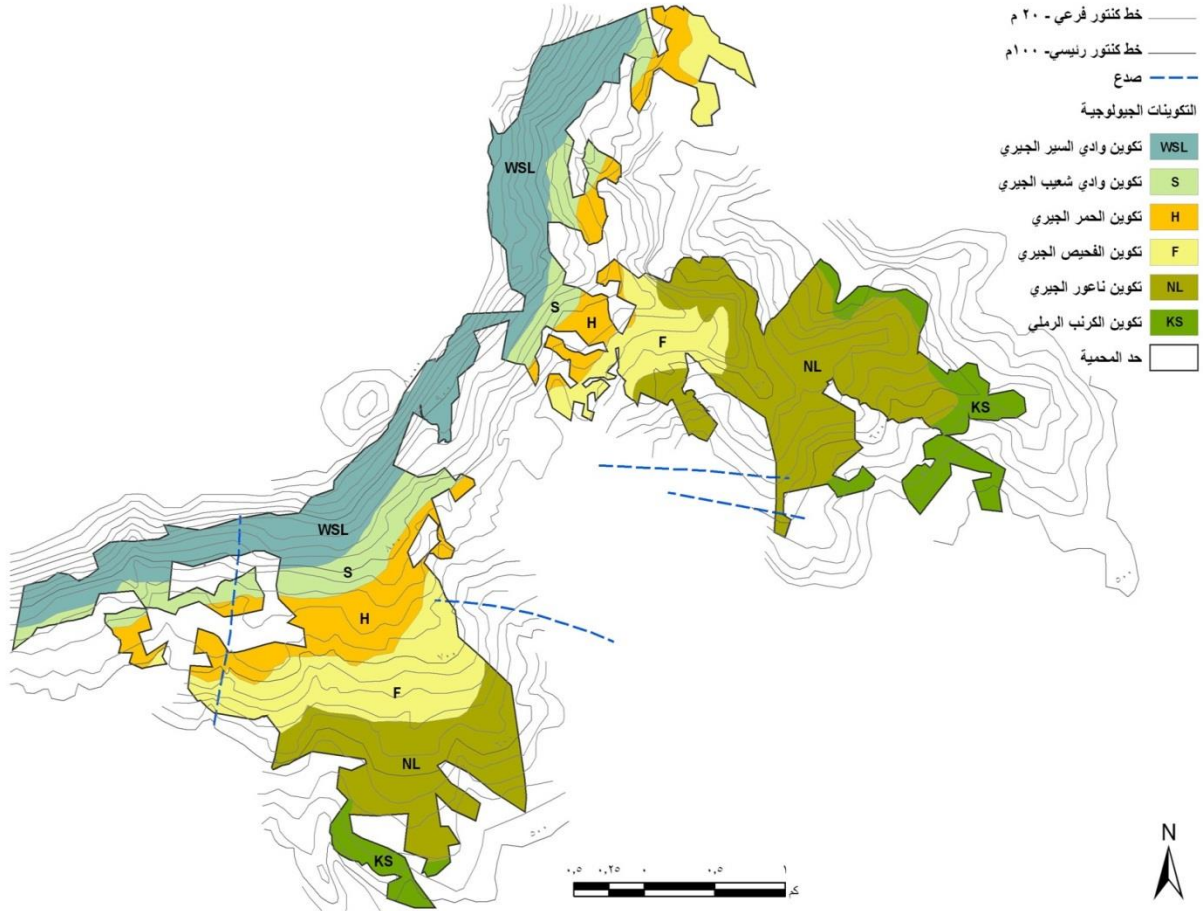 خط كنتور فرعي - ٢٠ م
خط كنتور رئيسي- ١٠٠م
صدع
التكوينات الجيولوجية
WSL تكوين وادي السير الجيري
S تكوين وادي شعيب الجيري
H تكوين الحمر الجيري
F تكوين الفحيص الجيري
NL تكوين ناعور الجيري
KS تكوين الكرنب الرملي
حد المحمية
WSL
S
H
F
NL
KS
WSL
S
H
F
NL
KS
٧٠٠
٥٠٠
٥٠٠
N
٠,٥ ٠,٢٥ ٠ ٠,٥ ١
كم